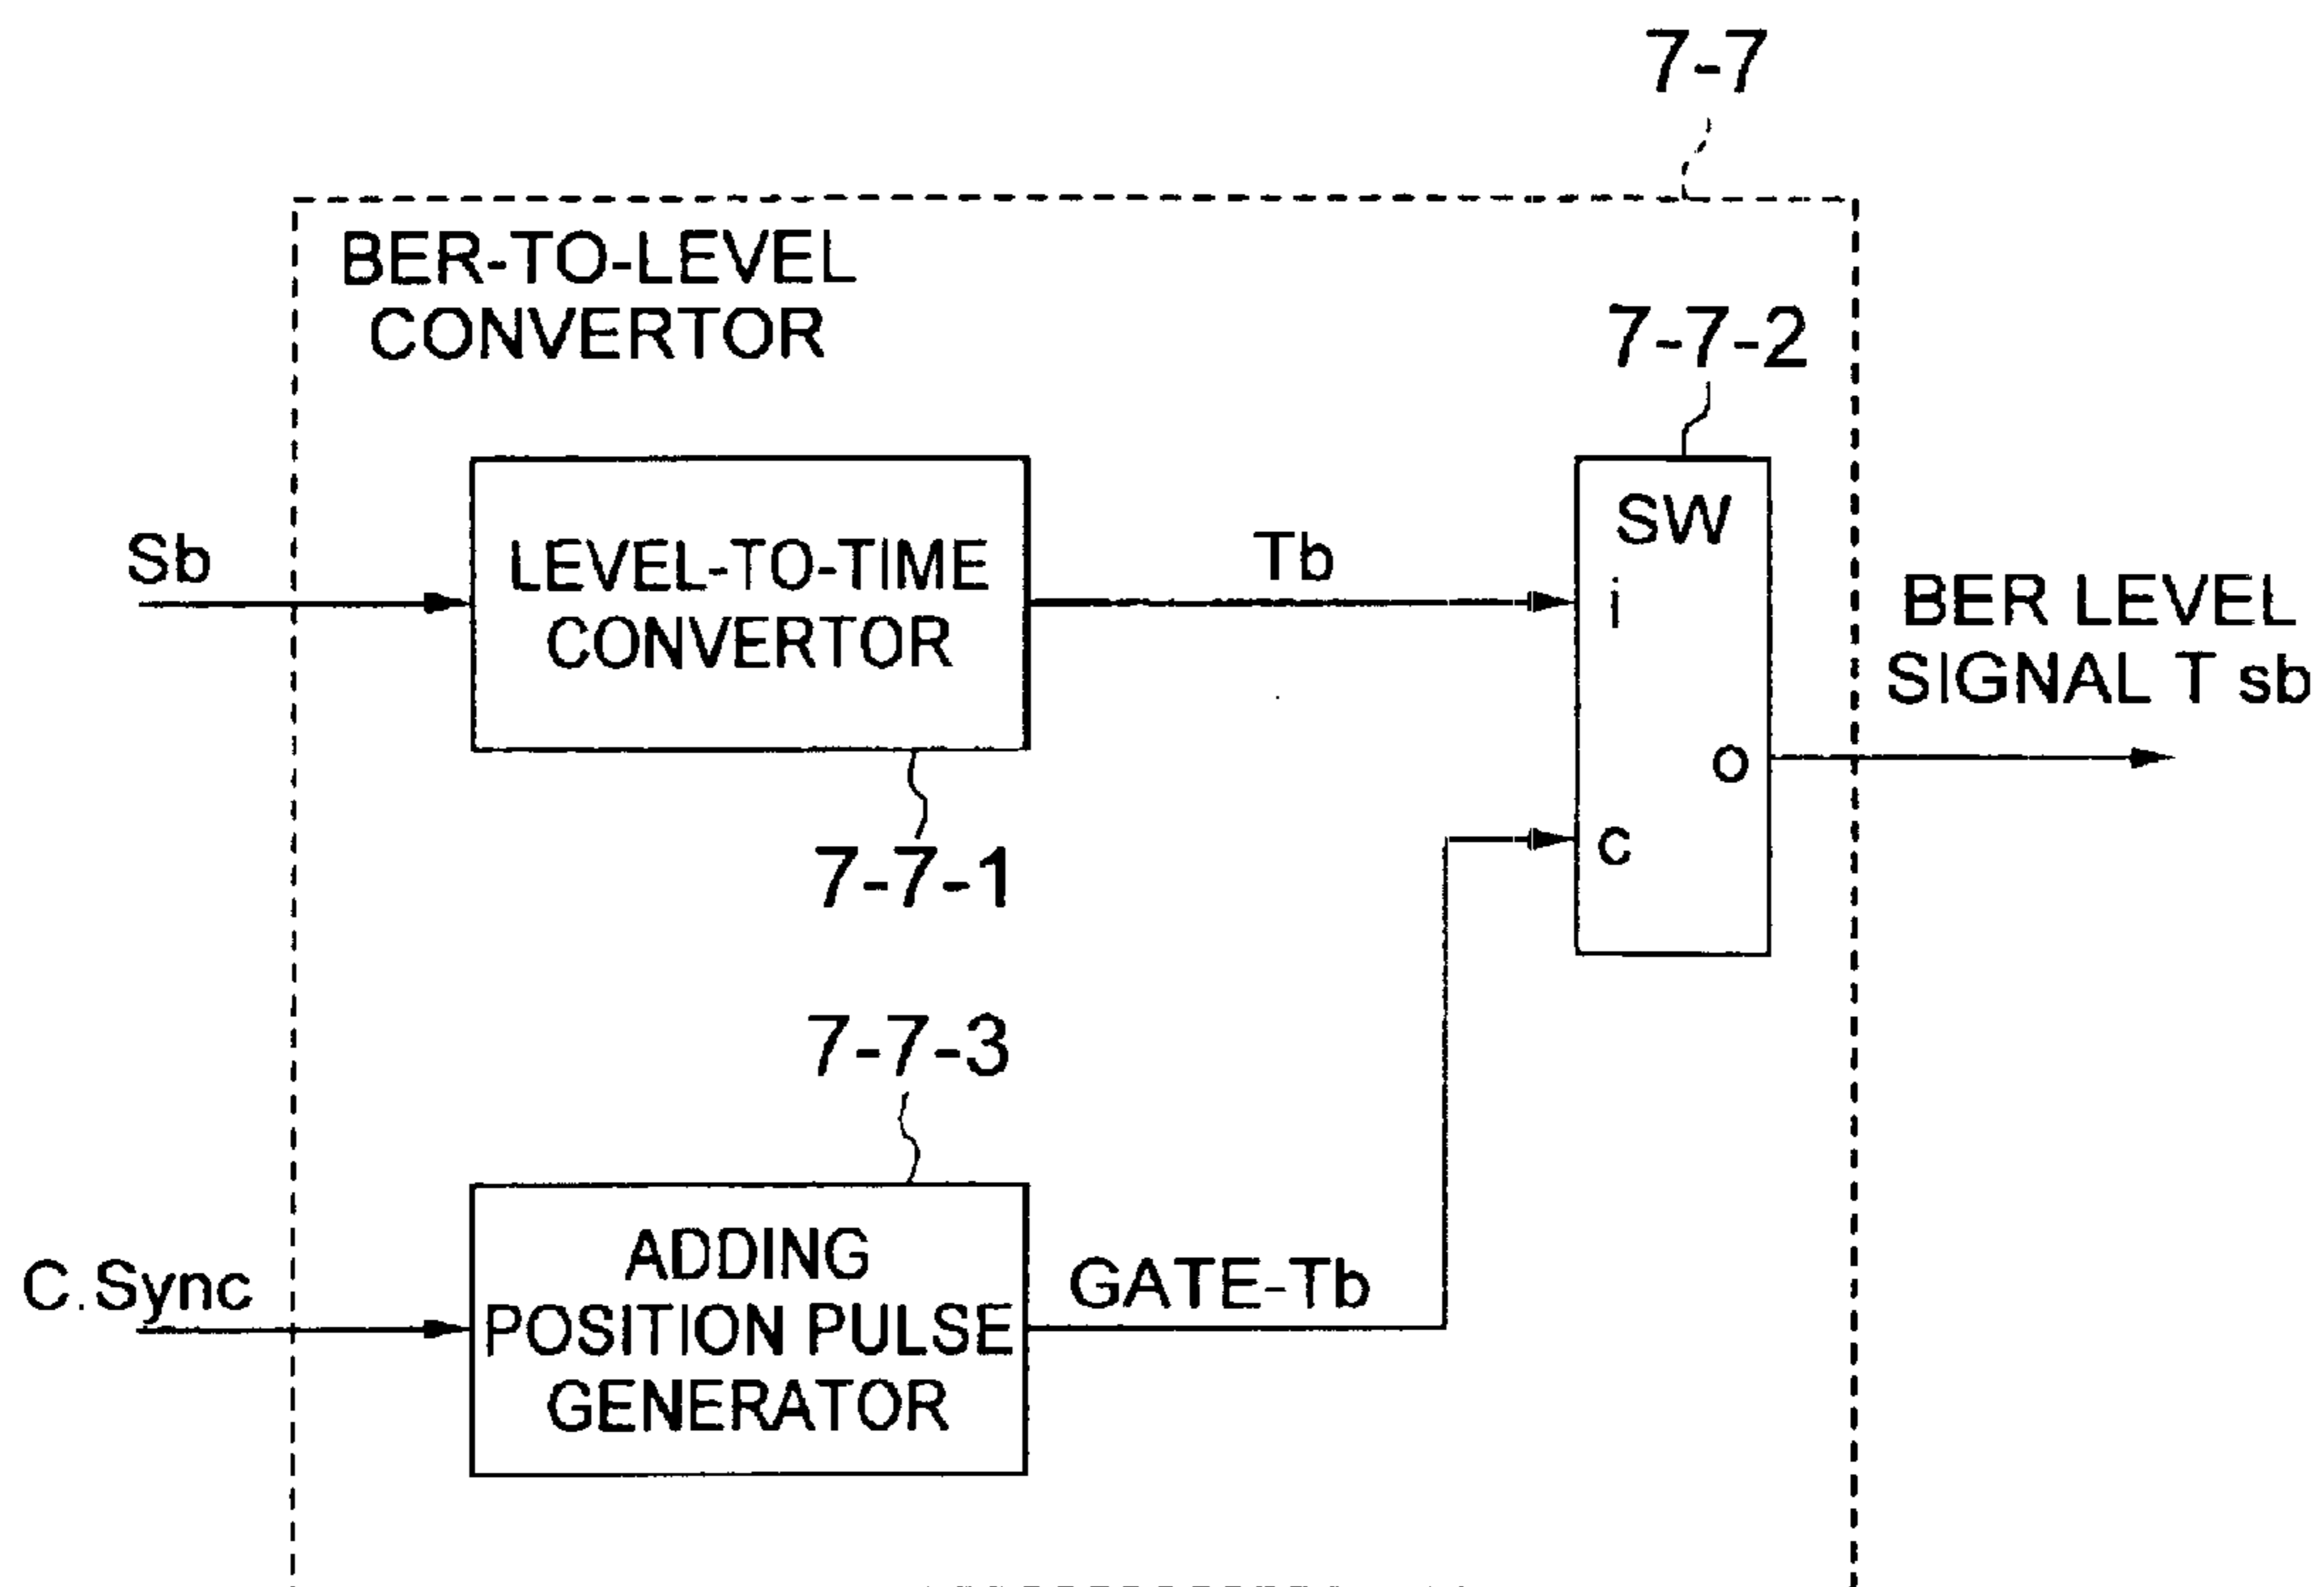 7-7
BER-TO-LEVEL
CONVERTOR
7-7-2
SW
Sb
LEVEL-TO-TIME
CONVERTOR
Tb
i
BER LEVEL
SIGNAL T sb
o
c
7-7-1
7-7-3
C.Sync
ADDING
POSITION PULSE
GENERATOR
GATE-Tb